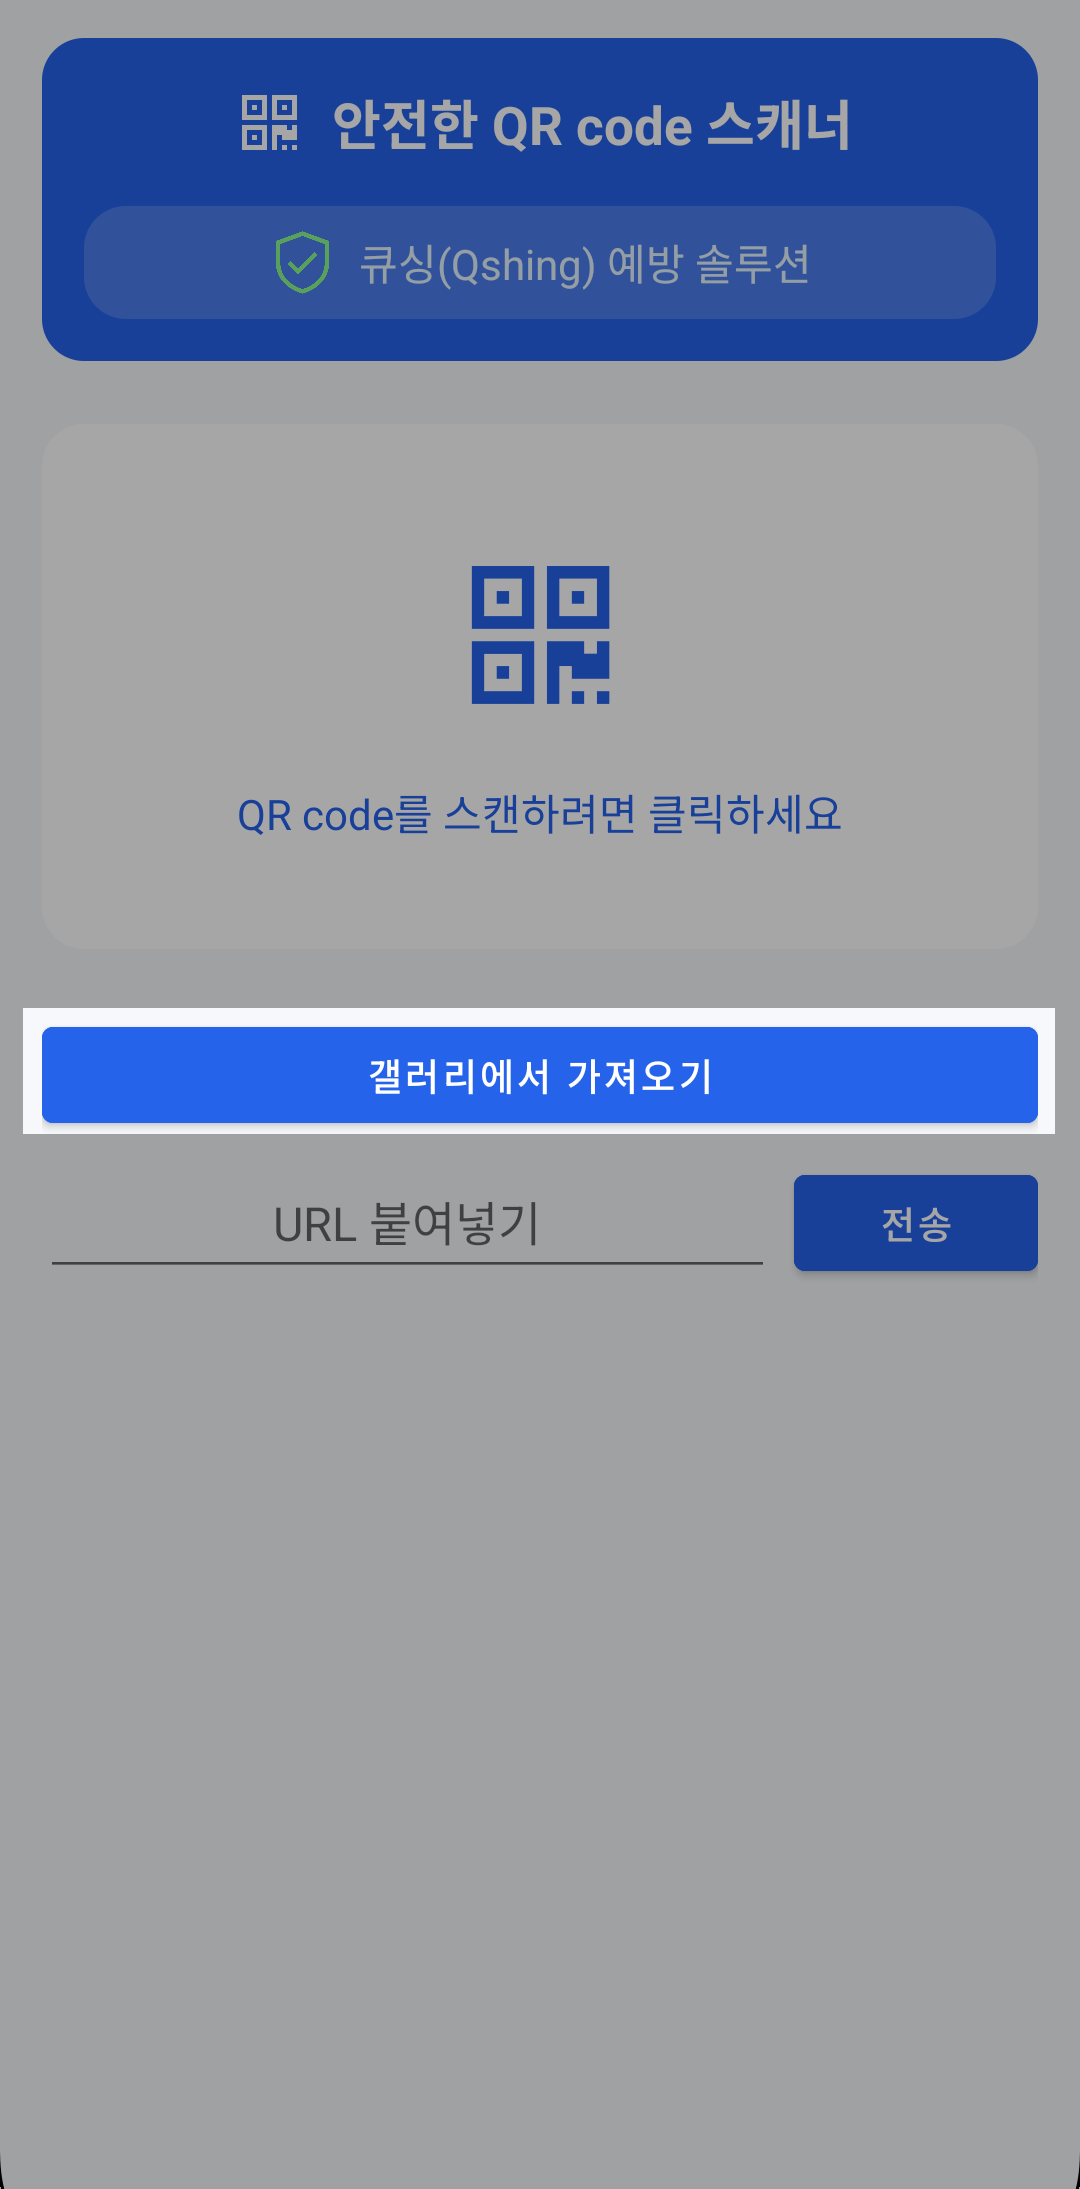 안전한 QR code 스캐너
큐싱(Qshing) 예방 솔루션
QR code를 스캔하려면 클릭하세요
갤러리에서 가져오기
URL 붙여넣기
전송